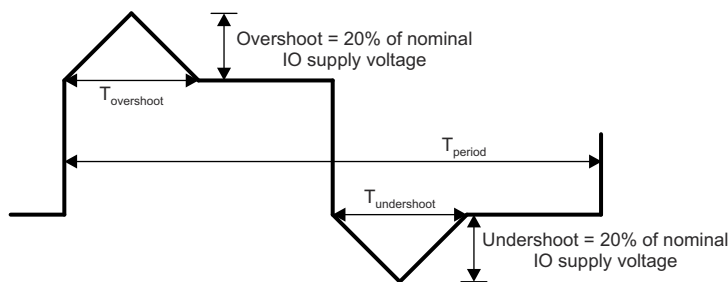 Overshoot = 20% of nominal
IO supply voltage
Tovershoot
Tperiod
Tundershoot
Undershoot = 20% of nominal
IO supply voltage